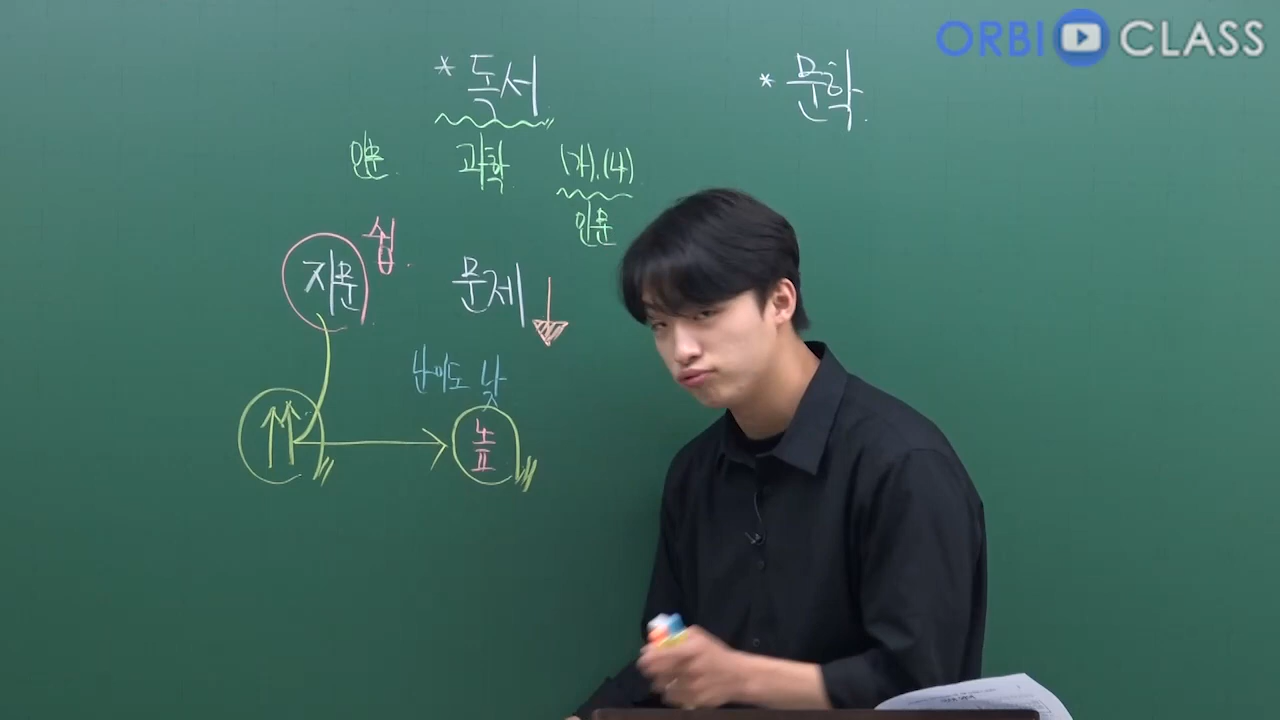 ORBI CLASS
* 독서
* 문학
인문
과학
(가).(나)
인문
지문
쉽
문제 ↓
난이도 낮
↑↑ →